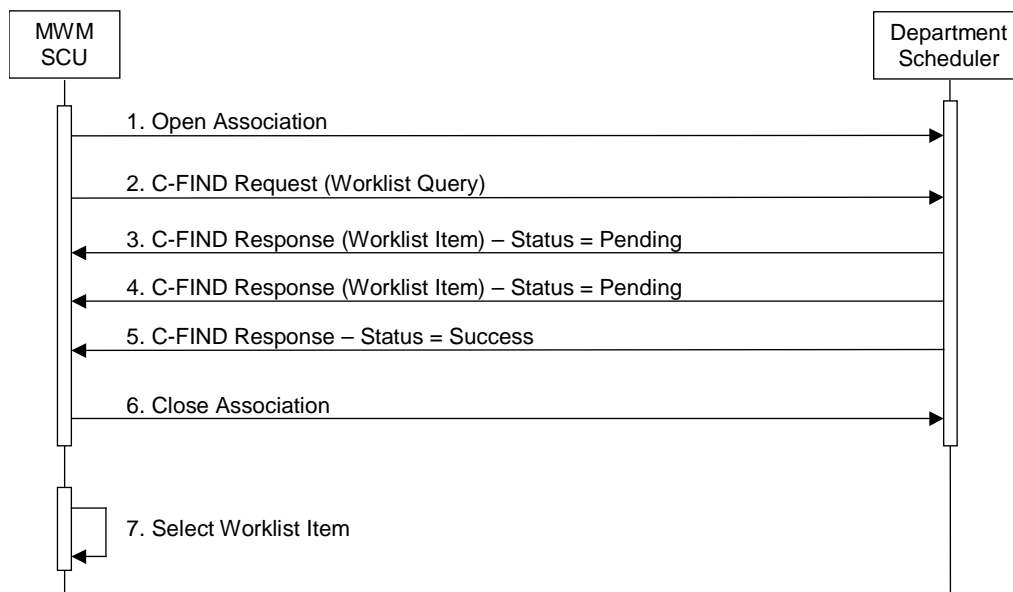 MWM
SCU
Department
Scheduler
1. Open Association
2. C-FIND Request (Worklist Query)
3. C-FIND Response (Worklist Item) – Status = Pending
4. C-FIND Response (Worklist Item) – Status = Pending
5. C-FIND Response – Status = Success
6. Close Association
7. Select Worklist Item